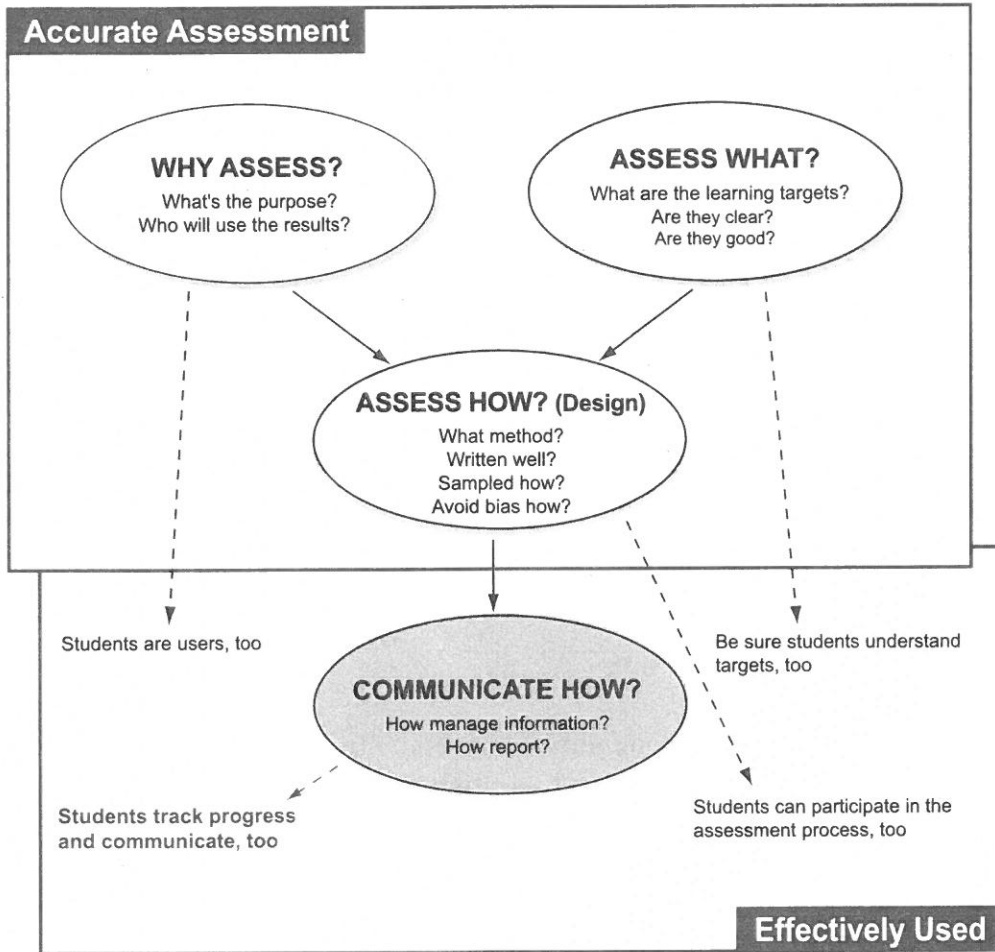 Accurate Assessment
WHY ASSESS?
What's the purpose?
Who will use the results?
ASSESS WHAT?
What are the learning targets?
Are they clear?
Are they good?
ASSESS HOW? (Design)
What method?
Written well?
Sampled how?
Avoid bias how?
Students are users, too
Be sure students understand
targets, too
COMMUNICATE HOW?
How manage information?
How report?
Students track progress
and communicate, too
Students can participate in the
assessment process, too
Effectively Used